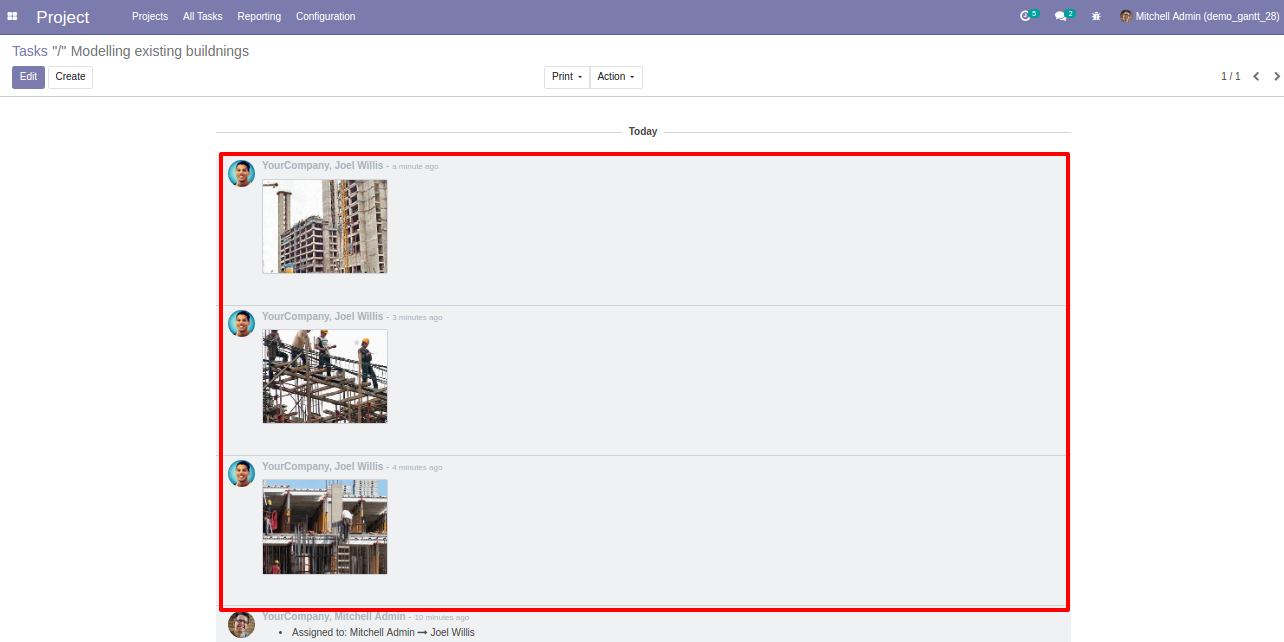 Project Projects All Tasks Reporting Configuration 5 2 Mitchell Admin (demo_gantt_28)
Tasks "/" Modelling existing buildnings
Edit Create Print Action 1 / 1
Today
YourCompany, Joel Willis - a minute ago
YourCompany, Joel Willis - 3 minutes ago
YourCompany, Joel Willis - 4 minutes ago
YourCompany, Mitchell Admin - 10 minutes ago
• Assigned to: Mitchell Admin → Joel Willis